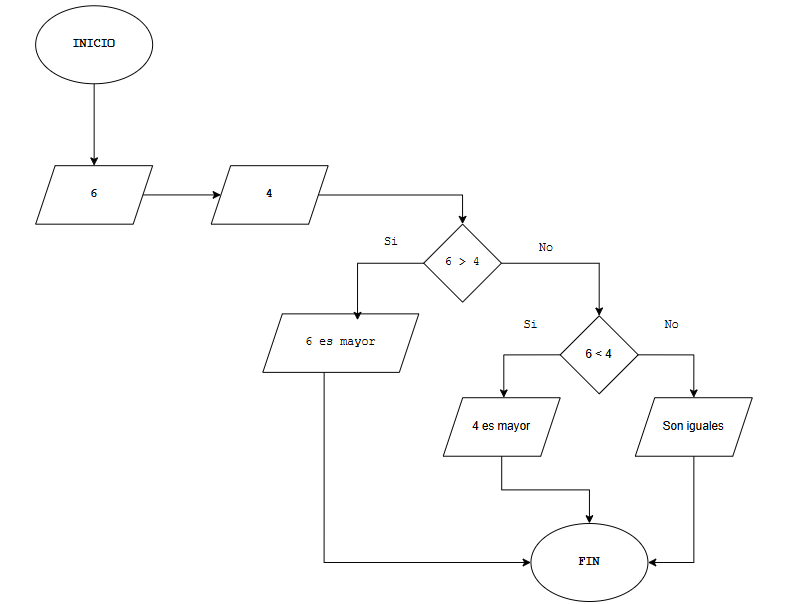 INICIO
6
4
6 > 4
Si
No
6 es mayor
6 < 4
Si
No
4 es mayor
Son iguales
FIN